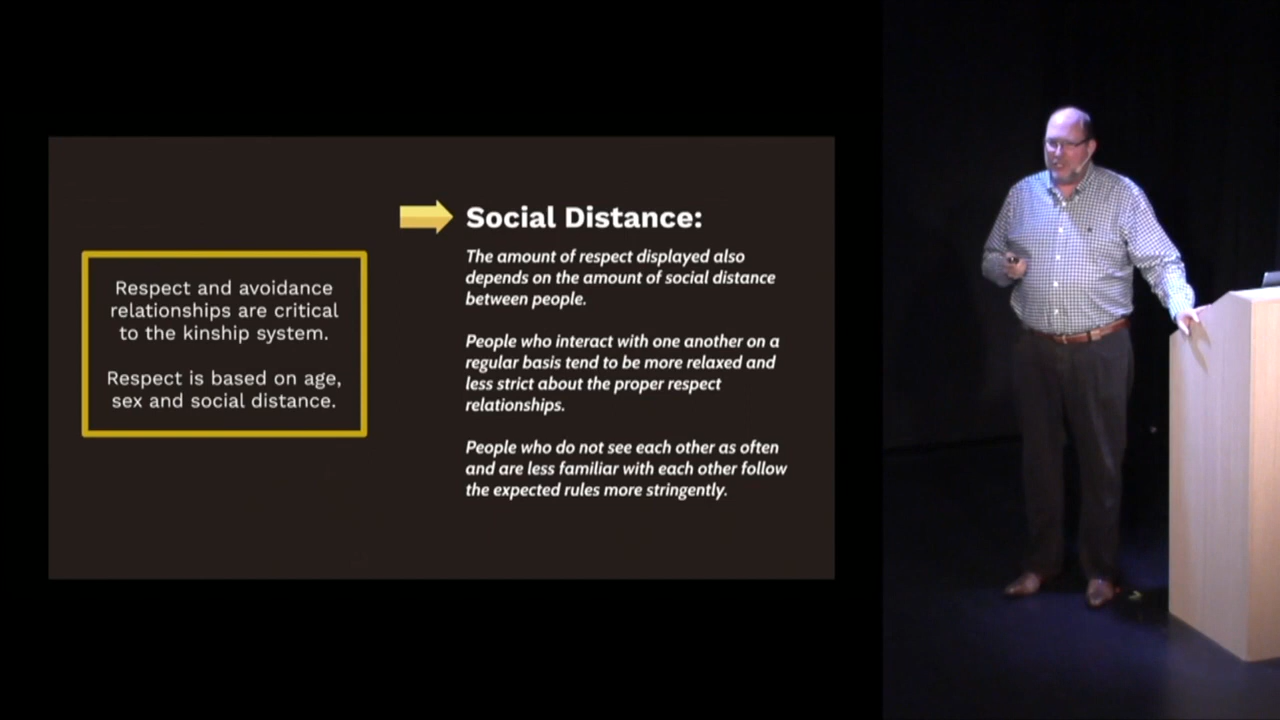 Respect and avoidance
relationships are critical
to the kinship system.
Respect is based on age,
sex and social distance.
Social Distance:
The amount of respect displayed also
depends on the amount of social distance
between people.
People who interact with one another on a
regular basis tend to be more relaxed and
less strict about the proper respect
relationships.
People who do not see each other as often
and are less familiar with each other follow
the expected rules more stringently.